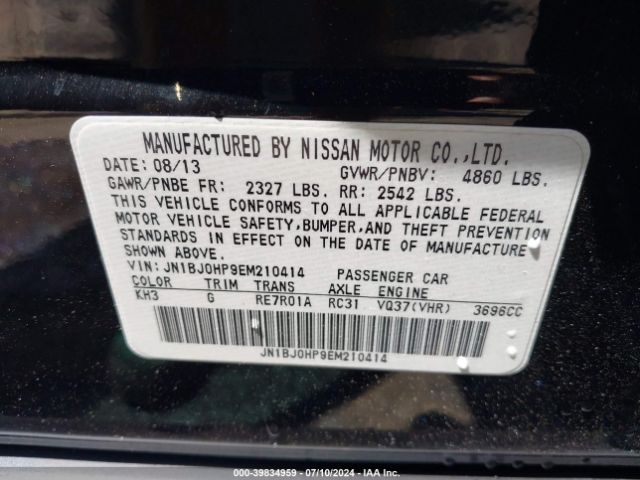 MANUFACTURED BY NISSAN MOTOR CO.,LTD.
DATE: 08/13 GVWR/PNBV: 4860 LBS.
GAWR/PNBE FR: 2327 LBS. RR: 2542 LBS.
THIS VEHICLE CONFORMS TO ALL APPLICABLE FEDERAL
MOTOR VEHICLE SAFETY,BUMPER,AND THEFT PREVENTION
STANDARDS IN EFFECT ON THE DATE OF MANUFACTURE
SHOWN ABOVE.
VIN: JN1BJ0HP9EM210414 PASSENGER CAR
COLOR TRIM TRANS AXLE ENGINE
KH3 G RE7R01A RC31 VQ37(VHR) 3696CC
JN1BJ0HP9EM210414
000-39834959 - 07/10/2024 - IAA Inc.